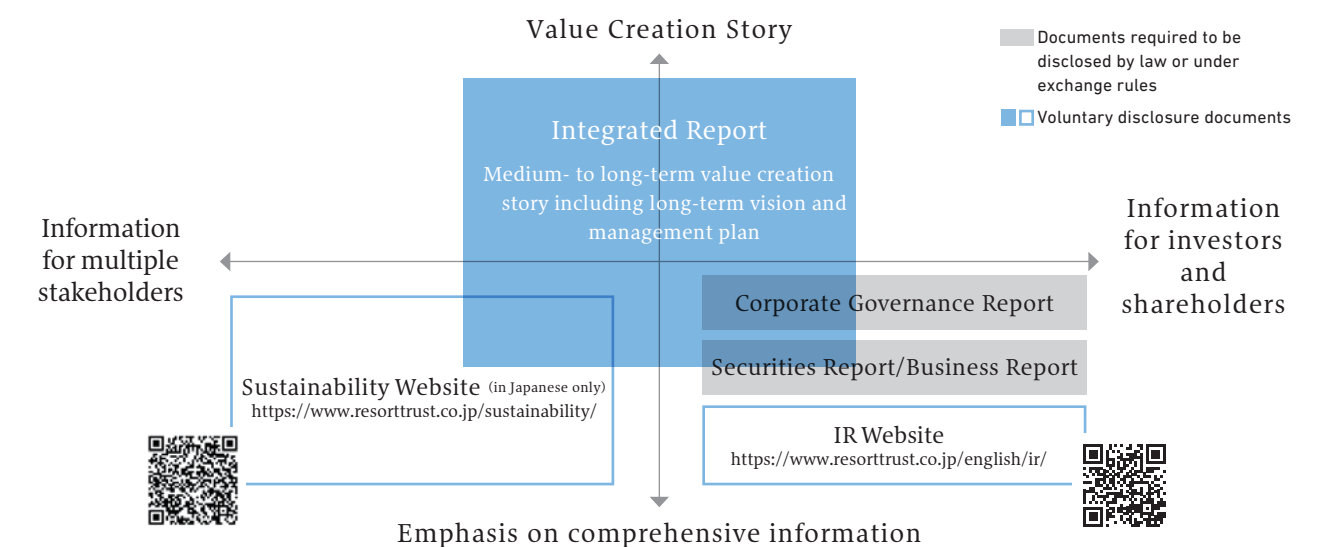 Value Creation Story
Documents required to be
disclosed by law or under
exchange rules
Voluntary disclosure documents
Integrated Report
Medium- to long-term value creation
story including long-term vision and
management plan
Information
for multiple
stakeholders
Information
for investors
and
shareholders
Corporate Governance Report
Securities Report/Business Report
Sustainability Website (in Japanese only)
https://www.resorttrust.co.jp/sustainability/
IR Website
https://www.resorttrust.co.jp/english/ir/
Emphasis on comprehensive information